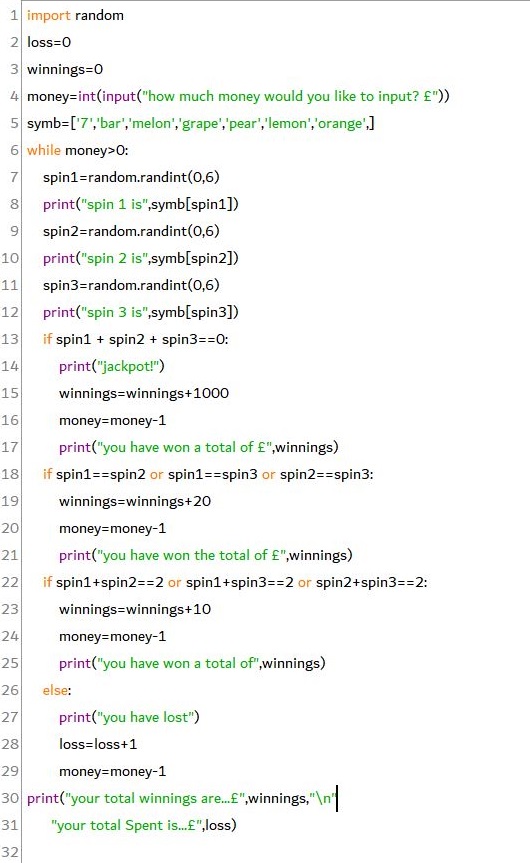 1 import random
2 loss=0
3 winnings=0
4 money=int(input("how much money would you like to input? £"))
5 symb=['7','bar','melon','grape','pear','lemon','orange',]
6 while money>0:
7     spin1=random.randint(0,6)
8     print("spin 1 is",symb[spin1])
9     spin2=random.randint(0,6)
10     print("spin 2 is",symb[spin2])
11     spin3=random.randint(0,6)
12     print("spin 3 is",symb[spin3])
13     if spin1 + spin2 + spin3==0:
14         print("jackpot!")
15         winnings=winnings+1000
16         money=money-1
17         print("you have won a total of £",winnings)
18     if spin1==spin2 or spin1==spin3 or spin2==spin3:
19         winnings=winnings+20
20         money=money-1
21         print("you have won the total of £",winnings)
22     if spin1+spin2==2 or spin1+spin3==2 or spin2+spin3==2:
23         winnings=winnings+10
24         money=money-1
25         print("you have won a total of",winnings)
26     else:
27         print("you have lost")
28         loss=loss+1
29         money=money-1
30 print("your total winnings are...£",winnings,"\n"
31       "your total Spent is...£",loss)
32